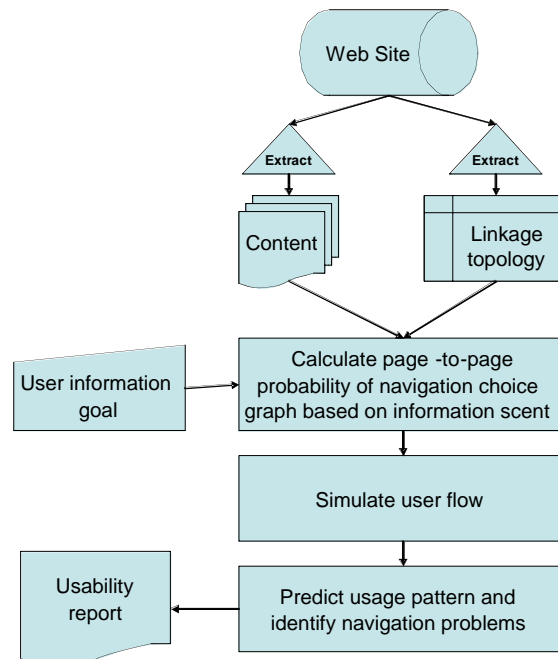 Web Site
Extract
Extract
Content
Linkage
topology
User information
goal
Calculate page -to-page
probability of navigation choice
graph based on information scent
Simulate user flow
Usability
report
Predict usage pattern and
identify navigation problems